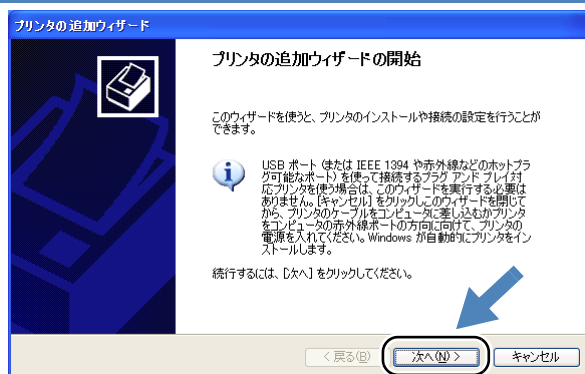 プリンタの追加ウィザード
プリンタの追加ウィザードの開始
このウィザードを使うと、プリンタのインストールや接続の設定を行うことが
できます。
USB ポート (または IEEE 1394 や赤外線などのホットプラ
グ可能なポート) を使って接続するプラグ アンド プレイ対
応プリンタを使う場合は、このウィザードを実行する必要は
ありません。[キャンセル] をクリックしてこのウィザードを閉じて
から、プリンタのケーブルをコンピュータに差し込むかプリンタ
をコンピュータの赤外線ポートの方向に向けて、プリンタの
電源を入れてください。Windows が自動的にプリンタをイン
ストールします。
続行するには、[次へ] をクリックしてください。
< 戻る(B)
次へ(N) >
キャンセル